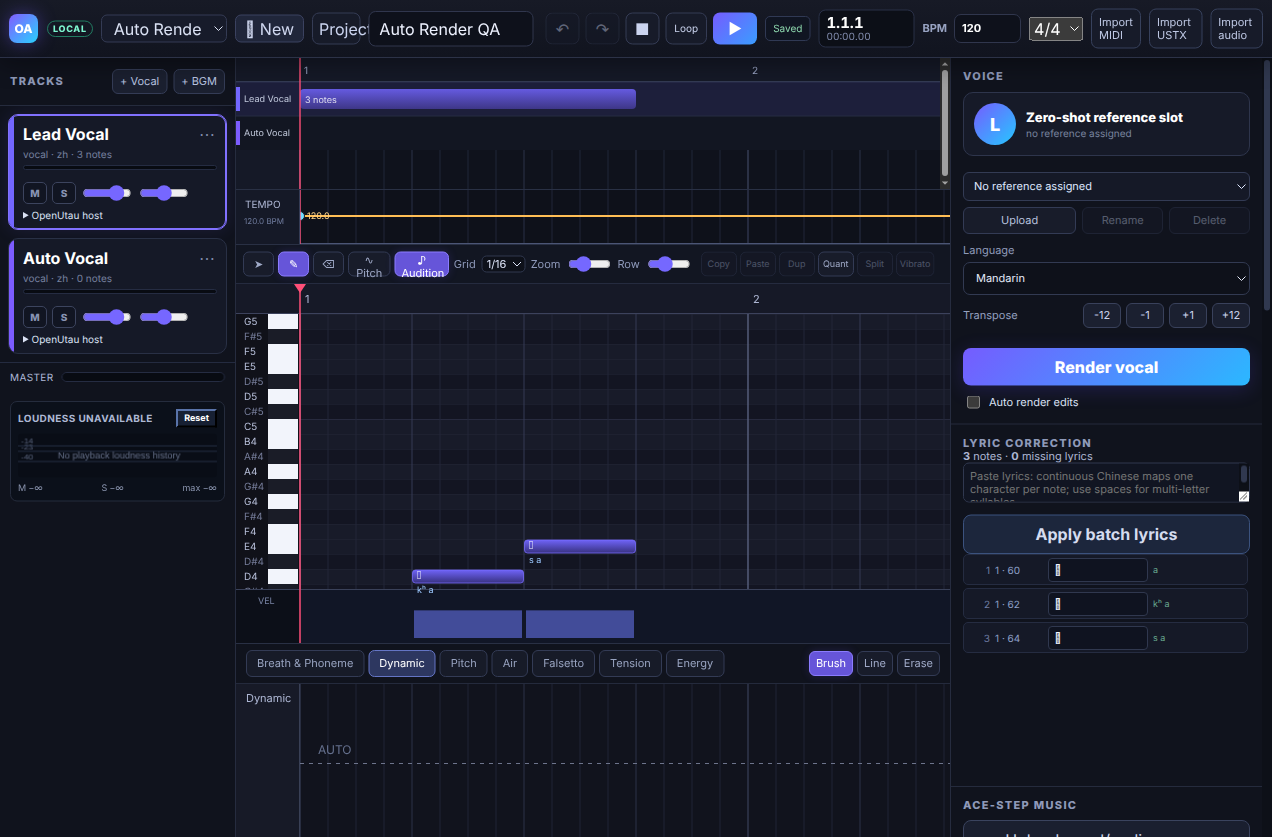 OA LOCAL Auto Rende New Project Auto Render QA Loop Saved 1.1.1 00:00.00 BPM 120 4/4 Import MIDI Import USTX Import audio
TRACKS + Vocal + BGM
Lead Vocal
vocal · zh · 3 notes
M S
OpenUtau host
Auto Vocal
vocal · zh · 0 notes
M S
OpenUtau host
MASTER
LOUDNESS UNAVAILABLE Reset
-14
-23
-40
No playback loudness history
M −∞ S −∞ max −∞
1 2
Lead Vocal 3 notes
Auto Vocal
TEMPO
120.0 BPM
120.0
Pitch Audition Grid 1/16 Zoom Row Copy Paste Dup Quant Split Vibrato
1 2
G5
F#5
F5
E5
D#5
D5
C#5
C5
B4
A#4
A4
G#4
G4
F#4
F4
E4
D#4
s a
D4
kʰ a
VEL
Breath & Phoneme Dynamic Pitch Air Falsetto Tension Energy Brush Line Erase
Dynamic
AUTO
VOICE
L
Zero-shot reference slot
no reference assigned
No reference assigned
Upload Rename Delete
Language
Mandarin
Transpose -12 -1 +1 +12
Render vocal
Auto render edits
LYRIC CORRECTION
3 notes · 0 missing lyrics
Paste lyrics: continuous Chinese maps one
character per note; use spaces for multi-letter
Apply batch lyrics
1 1 · 60 a
2 1 · 62 kʰ a
3 1 · 64 s a
ACE-STEP MUSIC